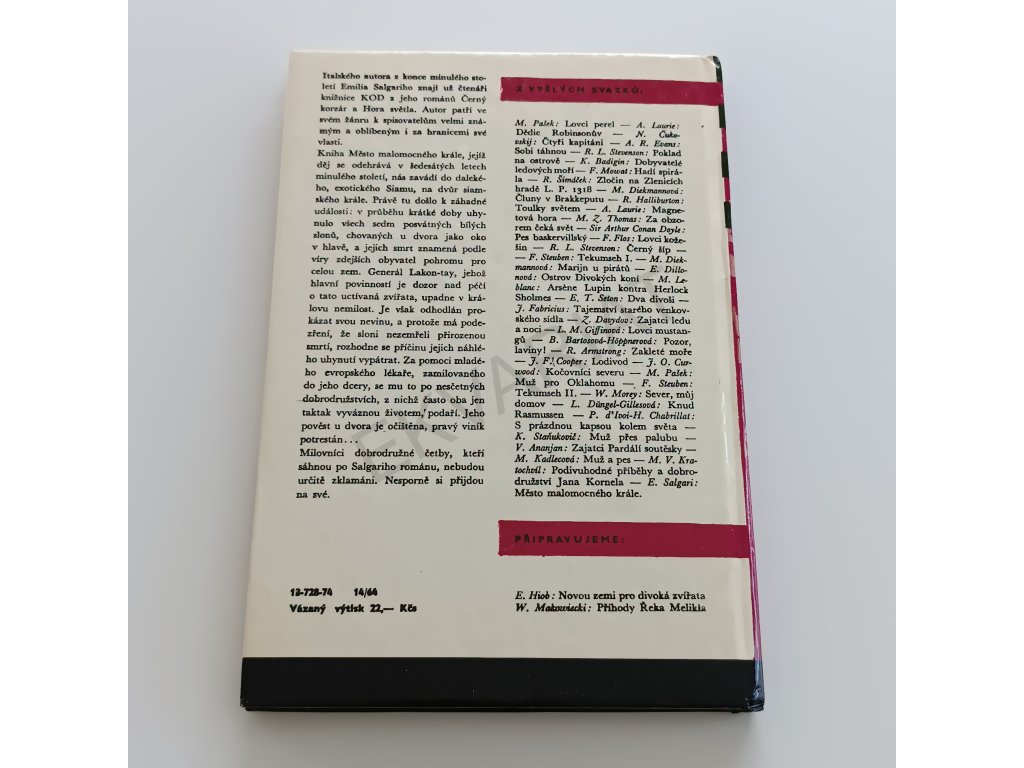 Italského autora z konce minulého sto-
letí Emilia Salgariho znají už čtenáři
knižnice KOD z jeho románů Černý
korzár a Hora světla. Autor patří ve
svém žánru k spisovatelům velmi zná-
mým a oblíbeným i za hranicemi své
vlasti.
Kniha Město malomocného krále, jejíž
děj se odehrává v šedesátých letech
minulého století, nás zavádí do daleké-
ho, exotického Siamu, na dvůr siam-
ského krále. Právě tu došlo k záhadné
události: v průběhu krátké doby uhy-
nulo všech sedm posvátných bílých
slonů, chovaných u dvora jako oko
v hlavě, a jejich smrt znamená podle
víry zdejších obyvatel pohromu pro
celou zem. Generál Lakon-tay, jehož
hlavní povinností je dozor nad péčí
o tato uctívaná zvířata, upadne v krá-
lovu nemilost. Je však odhodlán pro-
kázat svou nevinu, a protože má pode-
zření, že sloni nezemřeli přirozenou
smrtí, rozhodne se příčinu jejich náhlé-
ho uhynutí vypátrat. Za pomoci mladé-
ho evropského lékaře, zamilovaného
do jeho dcery, se mu to po nesčetných
dobrodružstvích, z nichž často oba jen
taktak vyváznou životem, podaří. Jeho
pověst u dvora je očištěna, pravý viník
potrestán...
Milovníci dobrodružné četby, kteří
sáhnou po Salgariho románu, nebudou
určitě zklamáni. Nesporně si přijdou
na své.
13-728-74 14/64
Vázaný výtisk 22,— Kčs
Z VYŠLÝCH SVAZKŮ:
M. Pašek: Lovci perel — A. Laurie:
Dědic Robinsonův — N. Čuko-
vskij: Čtyři kapitáni — A. R. Evans:
Sobi táhnou — R. L. Stevenson: Poklad
na ostrově — K. Badigin: Dobyvatelé
ledových moří — F. Mowat: Hadí spirá-
la — R. Šimáček: Zločin na Zlenicích
hradě L. P. 1318 — M. Diekmannová:
Čluny v Brakkeputu — R. Halliburton:
Toulky světem — A. Laurie: Magne-
tová hora — M. Z. Thomas: Za obzo-
rem čeká svět — Sir Arthur Conan Doyle:
Pes baskervillský — F. Flos: Lovci kože-
šin — R. L. Stevenson: Černý šíp —
— F. Steuben: Tekumseh I. — M. Diek-
mannová: Marijn u pirátů — E. Dillo-
nová: Ostrov Divokých koní — M. Le-
blanc: Arsène Lupin kontra Herlock
Sholmes — E. T. Seton: Dva divoši —
J. Fabricius: Tajemství starého venkov-
ského sídla — Z. Davydov: Zajatci ledu
a noci — L. M. Giffinová: Lovci mustan-
gů — B. Bartosová-Höppnerová: Pozor,
laviny! — R. Armstrong: Zakleté moře
— J. F. Cooper: Lodivod — J. O. Cur-
wood: Kočovníci severu — M. Pašek:
Muž pro Oklahomu — F. Steuben:
Tekumseh II. — W. Morey: Sever, můj
domov — L. Düngel-Gillesová: Knud
Rasmussen — P. d'Ivoi-H. Chabrillat:
S prázdnou kapsou kolem světa —
K. Staňukovič: Muž přes palubu —
V. Ananjan: Zajatci Pardálí soutěsky —
M. Kadlecová: Muž a pes — M. V. Kra-
tochvíl: Podivuhodné příběhy a dobro-
družství Jana Kornela — E. Salgari:
Město malomocného krále.
PŘIPRAVUJEME:
E. Hiob: Novou zemi pro divoká zvířata
W. Makowiecki: Příhody Řeka Melikla